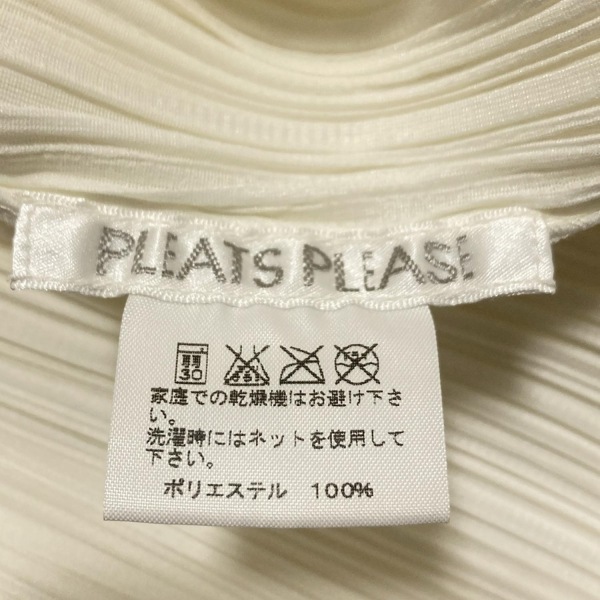 PLEATS PLEASE
弱 30
家庭での乾燥機はお避け下さ
い。
洗濯時にはネットを使用して
下さい。
ポリエステル 100%